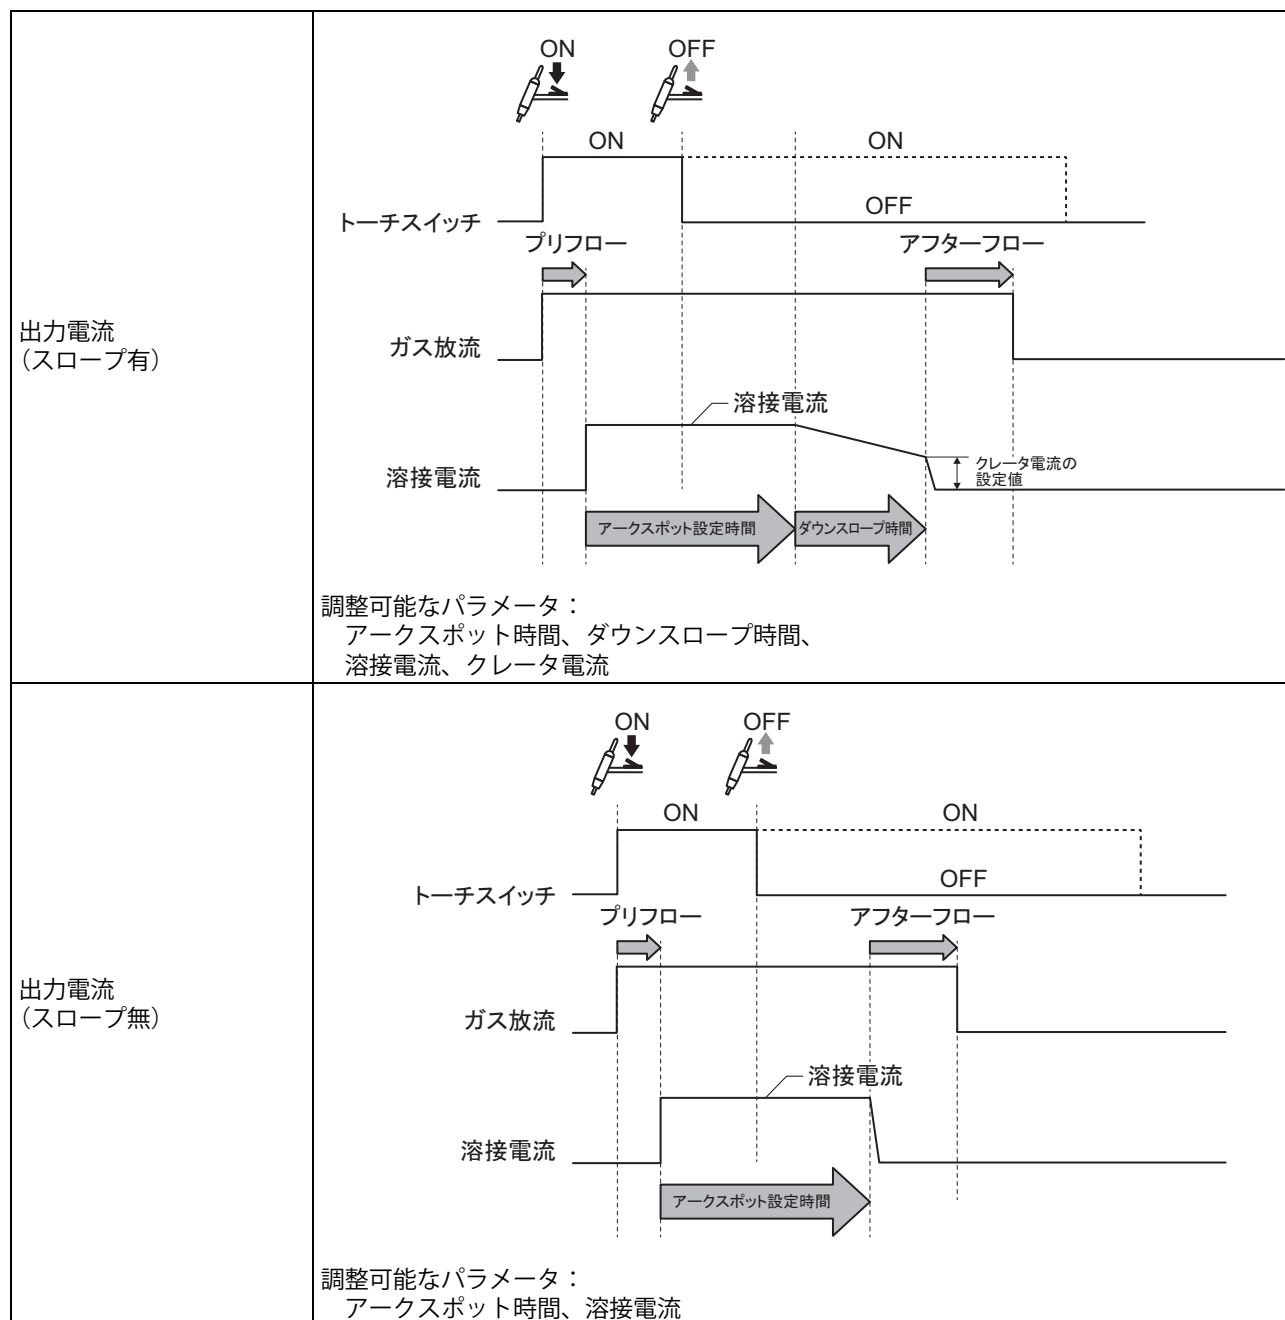 出力電流
（スロープ有）
ON
OFF
ON
ON
OFF
トーチスイッチ
プリフロー
アフターフロー
ガス放流
溶接電流
溶接電流
クレータ電流の
設定値
アークスポット設定時間
ダウンスロープ時間
調整可能なパラメータ：
アークスポット時間、ダウンスロープ時間、
溶接電流、クレータ電流
出力電流
（スロープ無）
ON
OFF
ON
ON
OFF
トーチスイッチ
プリフロー
アフターフロー
ガス放流
溶接電流
溶接電流
アークスポット設定時間
調整可能なパラメータ：
アークスポット時間、溶接電流